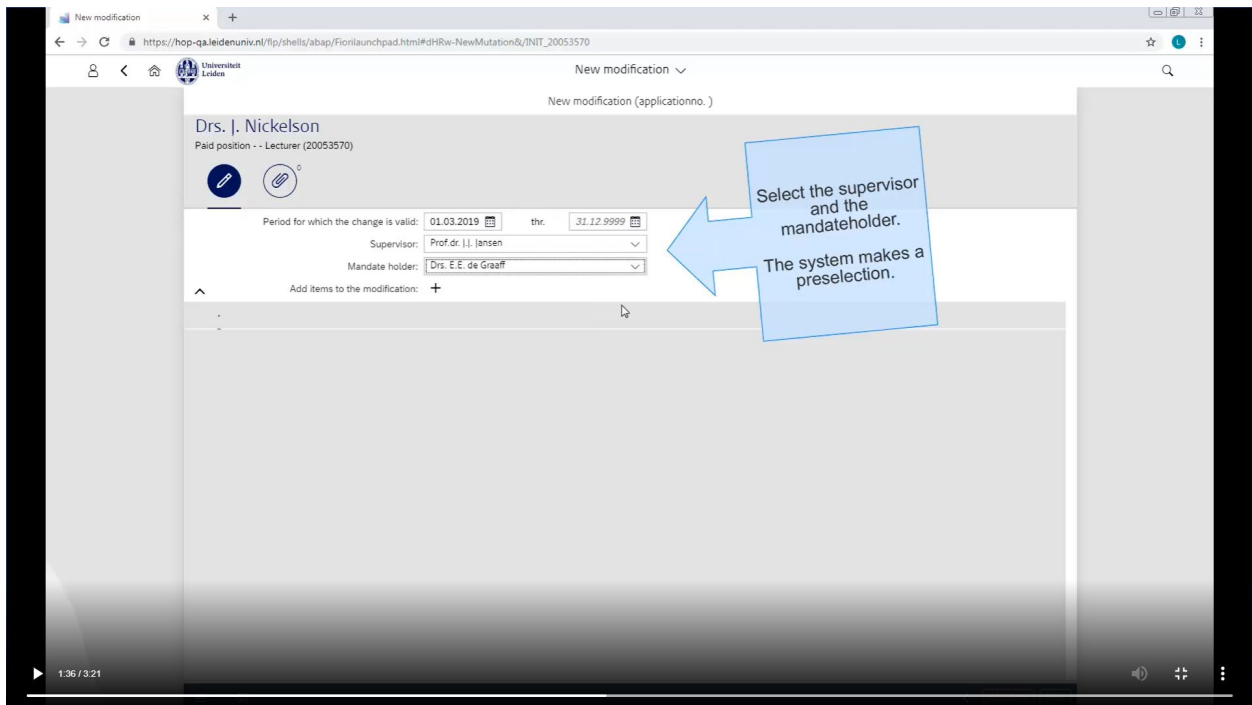 New modification
https://hop-qa.leidenuniv.nl/flp/shells/abap/Fiorilaunchpad.html#dHRw-NewMutation&/INIT_20053570
L
Universiteit
Leiden
New modification
New modification (applicationno. )
Drs. J. Nickelson
Paid position - - Lecturer (20053570)
0
Period for which the change is valid: 01.03.2019 thr. 31.12.9999
Supervisor: Prof.dr. J.J. Jansen
Mandate holder: Drs. E.E. de Graaff
Add items to the modification: +
Select the supervisor
and the
mandateholder.
The system makes a
preselection.
1:36 / 3:21